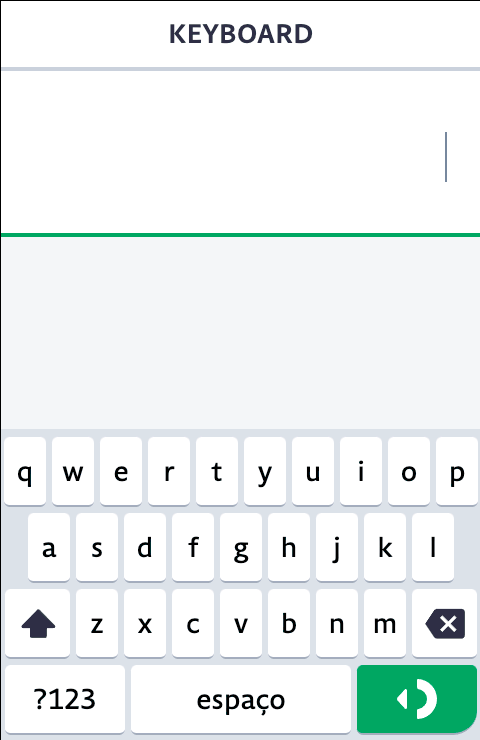 KEYBOARD
q w e r t y u i o p
a s d f g h j k l
z x c v b n m
?123 espaço